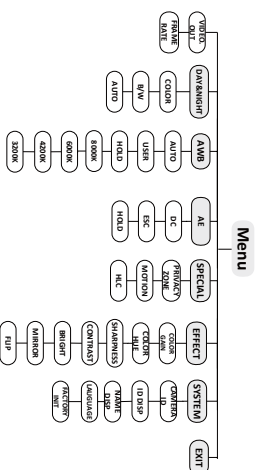 Menu
VIDEO.
OUT
FRAME
RATE
DAY&NIGHT
COLOR
B/W
AUTO
AWB
AUTO
USER
HOLD
8000K
6000K
4200K
3200K
AE
DC
ESC
HOLD
SPECIAL
PRIVACY
ZONE
MOTION
HLC
EFFECT
COLOR
GAIN
COLOR
HUE
SHARPNESS
CONTRAST
BRIGHT
MIRROR
FLIP
SYSTEM
CAMERA
ID
ID DISP
NAME
DISP
LAUGUAGE
FACTORY
INIT
EXIT